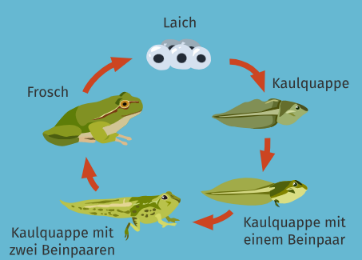 Laich
Kaulquappe
Kaulquappe mit
einem Beinpaar
Kaulquappe mit
zwei Beinpaaren
Frosch